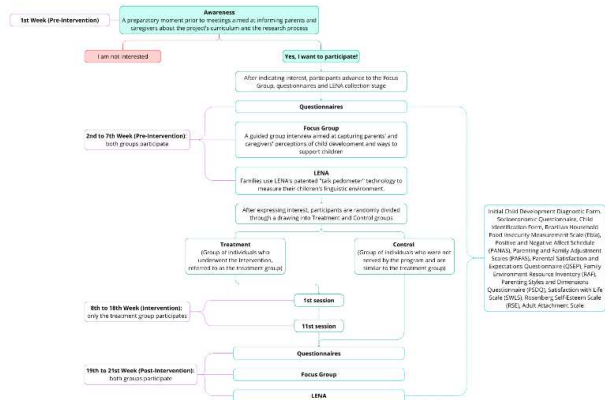 Awareness
1st Week (Pre-Intervention)
A preparatory moment prior to meetings aimed at informing parents and
caregivers about the project's curriculum and the research process
I am not interested
Yes, I want to participate!
After indicating interest, participants advance to the Focus
Group, questionnaires and LENA collection stage
Questionnaires
2nd to 7th Week (Pre-Intervention):
both groups participate
Focus Group
A guided group interview aimed at capturing parents' and
caregivers' perceptions of child development and ways to
support children
LENA
Families use LENA's patented "talk pedometer" technology to
measure their children's linguistic environment.
After expressing interest, participants are randomly divided
through a drawing into Treatment and Control groups
Treatment
(Group of individuals who
underwent the intervention,
referred to as the treatment group)
Control
(Group of individuals who were not
served by the program and are
similar to the treatment group)
Initial Child Development Diagnostic Form,
Socioeconomic Questionnaire, Child
Identification Form, Brazilian Household
Food Insecurity Measurement Scale (Ebia),
Positive and Negative Affect Schedule
(PANAS), Parenting and Family Adjustment
Scales (PAFAS), Parental Satisfaction and
Expectations Questionnaire (QSEP), Family
Environment Resource Inventory (RAF),
Parenting Styles and Dimensions
Questionnaire (PSDQ), Satisfaction with Life
Scale (SWLS), Rosenberg Self-Esteem Scale
(RSE), Adult Attachment Scale
8th to 18th Week (Intervention):
only the treatment group participates
1st session
11st session
19th to 21st Week (Post-Intervention):
both groups participate
Questionnaires
Focus Group
LENA